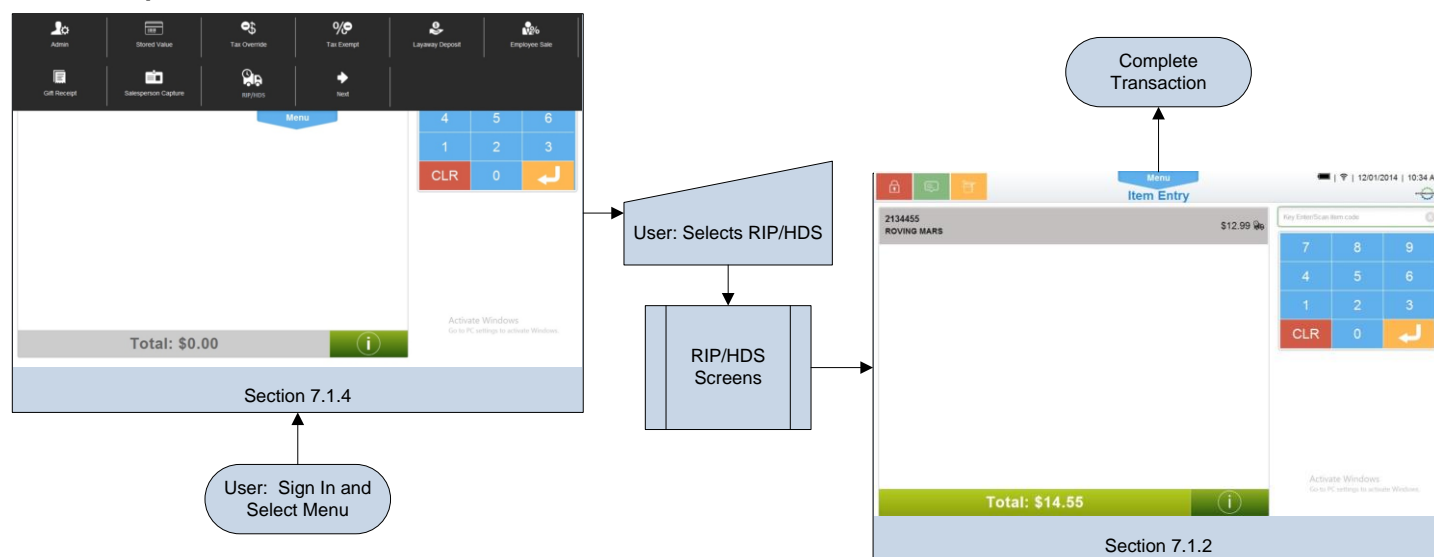 Admin
Stored Value
Tax Override
Tax Exempt
Layaway Deposit
Employee Sale
Gift Receipt
Salesperson Capture
RIP/HDS
Next
Menu
4 5 6
1 2 3
CLR 0
Activate Windows
Go to PC settings to activate Windows.
Total: $0.00
Section 7.1.4
User: Sign In and
Select Menu
User: Selects RIP/HDS
RIP/HDS
Screens
Complete
Transaction
Menu
Item Entry
12/01/2014 | 10:34 A
2134455
ROVING MARS
$12.99
Key Enter/Scan item code
7 8 9
4 5 6
1 2 3
CLR 0
Activate Windows
Go to PC settings to activate Windows.
Total: $14.55
Section 7.1.2